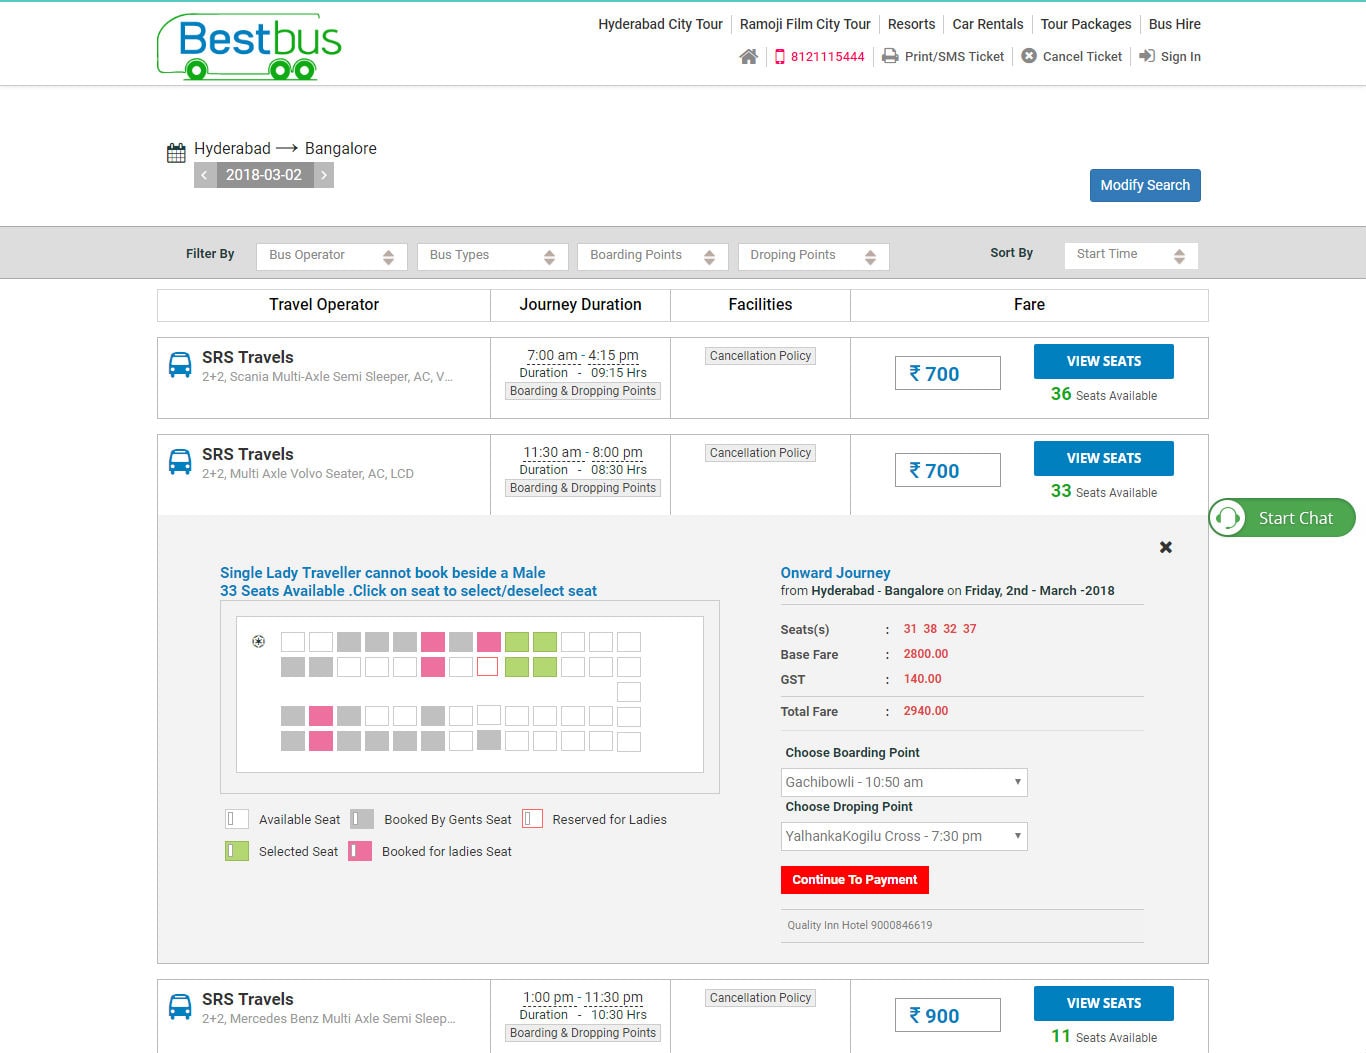 Bestbus
Hyderabad City Tour Ramoji Film City Tour Resorts Car Rentals Tour Packages Bus Hire
8121115444 Print/SMS Ticket Cancel Ticket Sign In
Hyderabad → Bangalore
< 2018-03-02 >
Modify Search
Filter By Bus Operator Bus Types Boarding Points Droping Points Sort By Start Time
Travel Operator Journey Duration Facilities Fare
SRS Travels
2+2, Scania Multi-Axle Semi Sleeper, AC, V...
7:00 am - 4:15 pm
Duration - 09:15 Hrs
Boarding & Dropping Points
Cancellation Policy
₹ 700
VIEW SEATS
36 Seats Available
SRS Travels
2+2, Multi Axle Volvo Seater, AC, LCD
11:30 am - 8:00 pm
Duration - 08:30 Hrs
Boarding & Dropping Points
Cancellation Policy
₹ 700
VIEW SEATS
33 Seats Available
Start Chat
Single Lady Traveller cannot book beside a Male
33 Seats Available .Click on seat to select/deselect seat
Available Seat Booked By Gents Seat Reserved for Ladies
Selected Seat Booked for ladies Seat
Onward Journey
from Hyderabad - Bangalore on Friday, 2nd - March -2018
Seats(s) : 31 38 32 37
Base Fare : 2800.00
GST : 140.00
Total Fare : 2940.00
Choose Boarding Point
Gachibowli - 10:50 am
Choose Droping Point
YalhankaKogilu Cross - 7:30 pm
Continue To Payment
Quality Inn Hotel 9000846619
SRS Travels
2+2, Mercedes Benz Multi Axle Semi Sleep...
1:00 pm - 11:30 pm
Duration - 10:30 Hrs
Boarding & Dropping Points
Cancellation Policy
₹ 900
VIEW SEATS
11 Seats Available